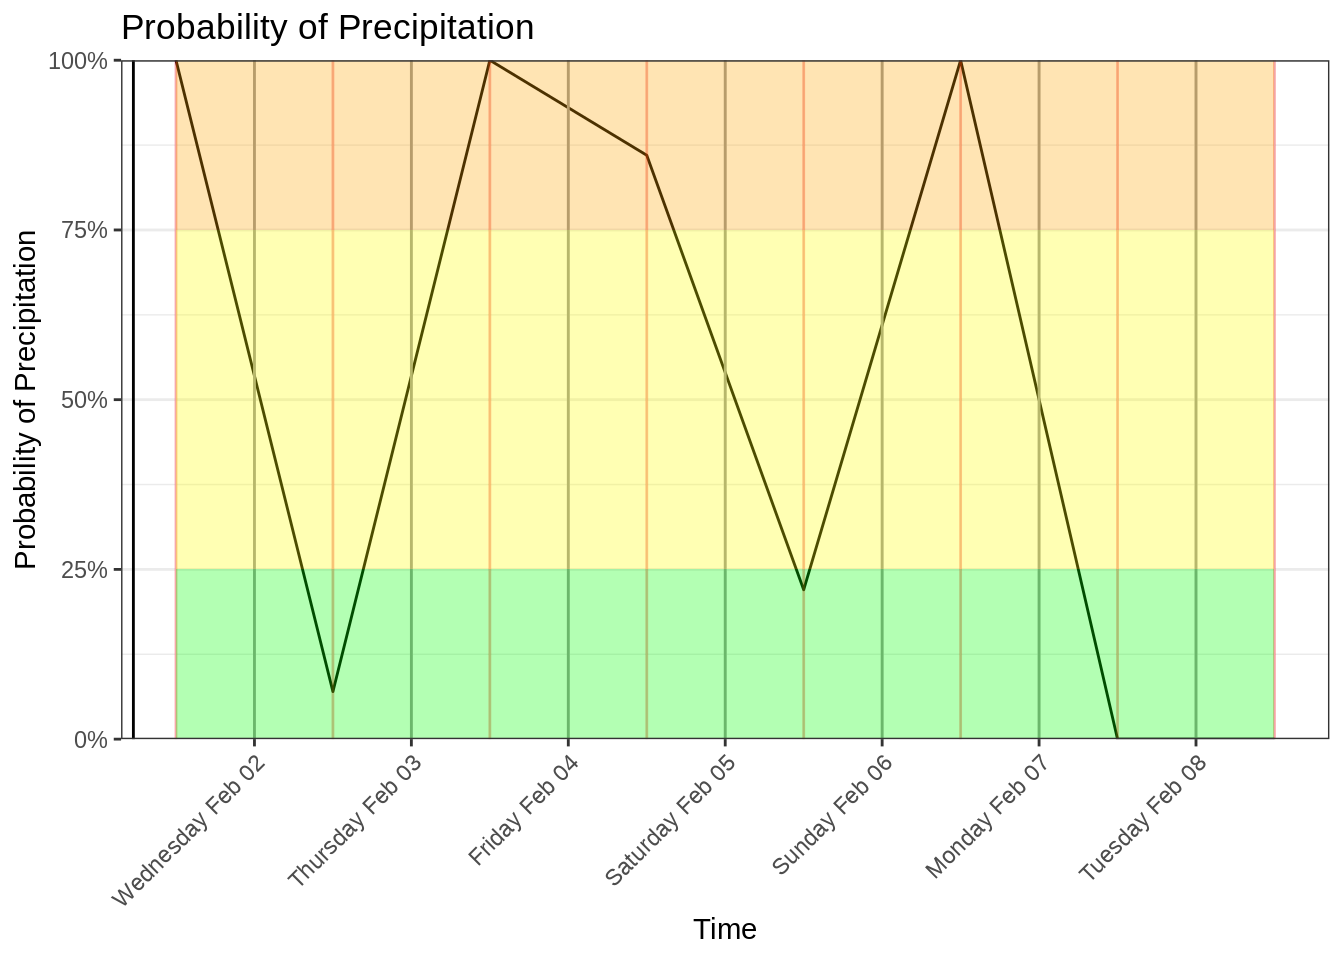 Probability of Precipitation
Probability of Precipitation
100%
75%
50%
25%
0%
Wednesday Feb 02
Thursday Feb 03
Friday Feb 04
Saturday Feb 05
Sunday Feb 06
Monday Feb 07
Tuesday Feb 08
Time